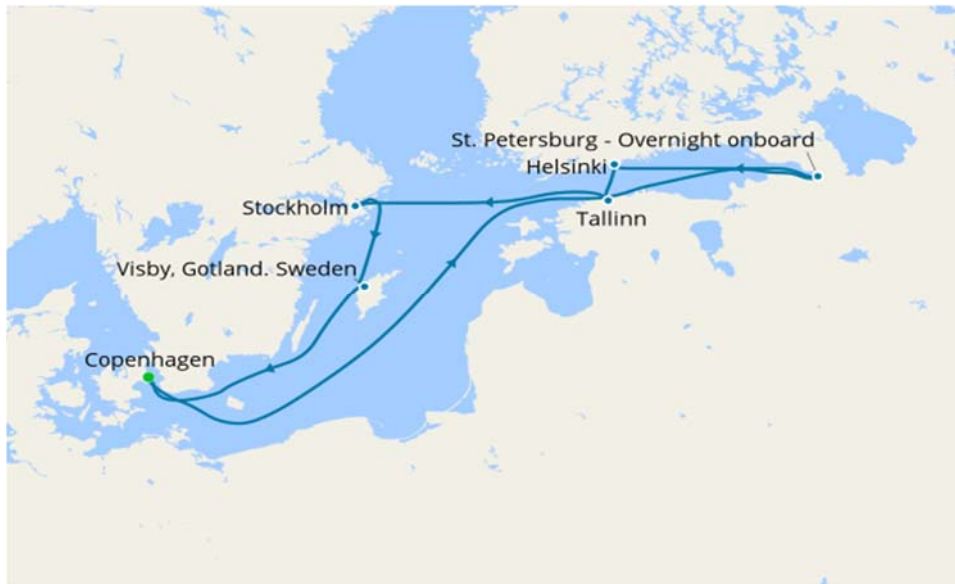 St. Petersburg - Overnight onboard
Helsinki
Tallinn
Stockholm
Visby, Gotland. Sweden
Copenhagen